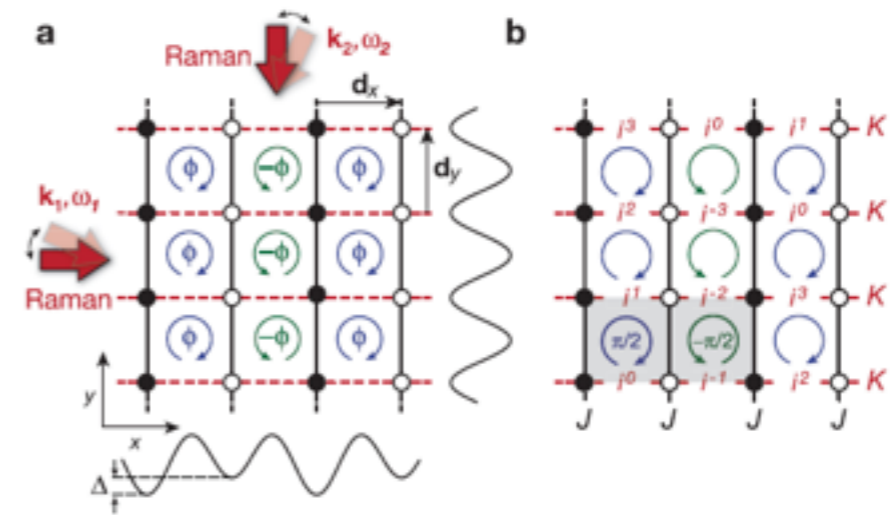 a
k₂, ω₂
Raman
dₓ
ϕ -ϕ ϕ
d_y
k₁, ω₁
ϕ -ϕ ϕ
Raman
ϕ -ϕ ϕ
y
x
Δ
b
i³ i⁰ i¹ K
i² i⁻³ i⁰ K
i¹ i⁻² i³ K
π/2 -π/2
i⁰ i⁻¹ i² K
J J J J